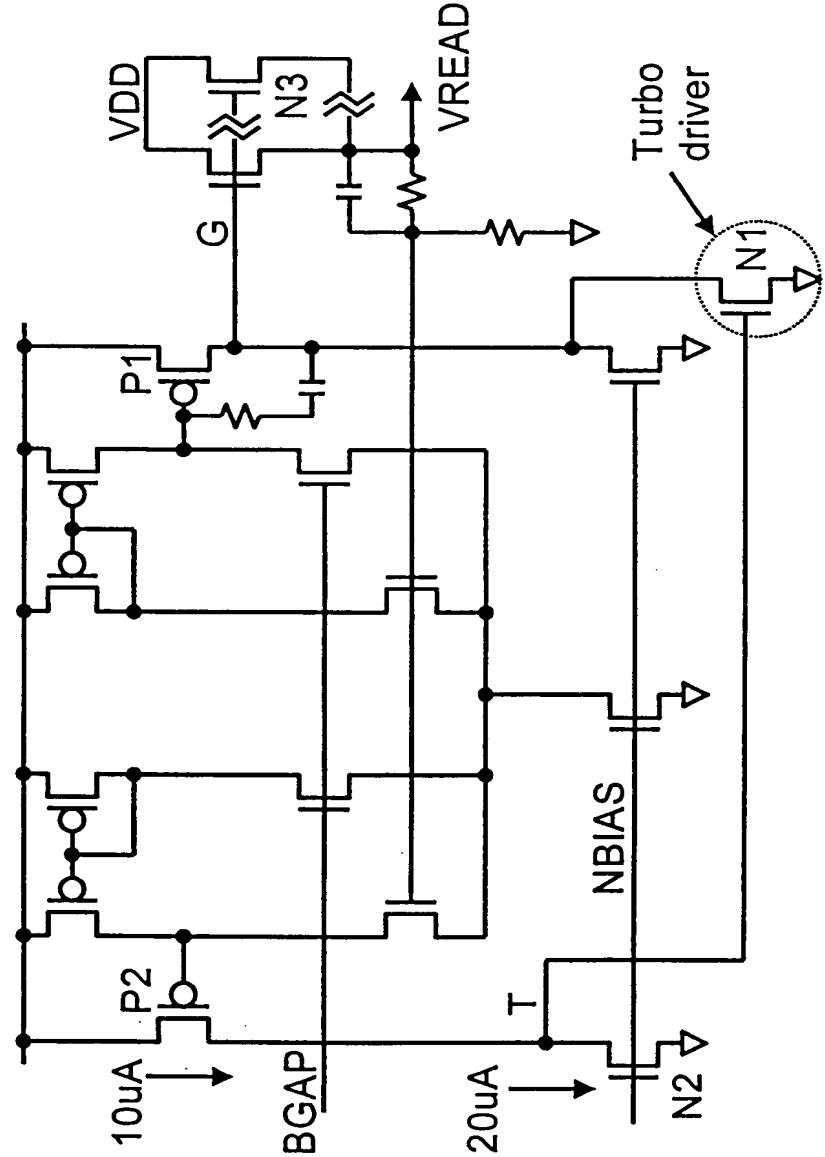 VDD
N3
VREAD
G
Turbo
driver
N1
P1
P2
10uA
BGAP
T
NBIAS
20uA
N2